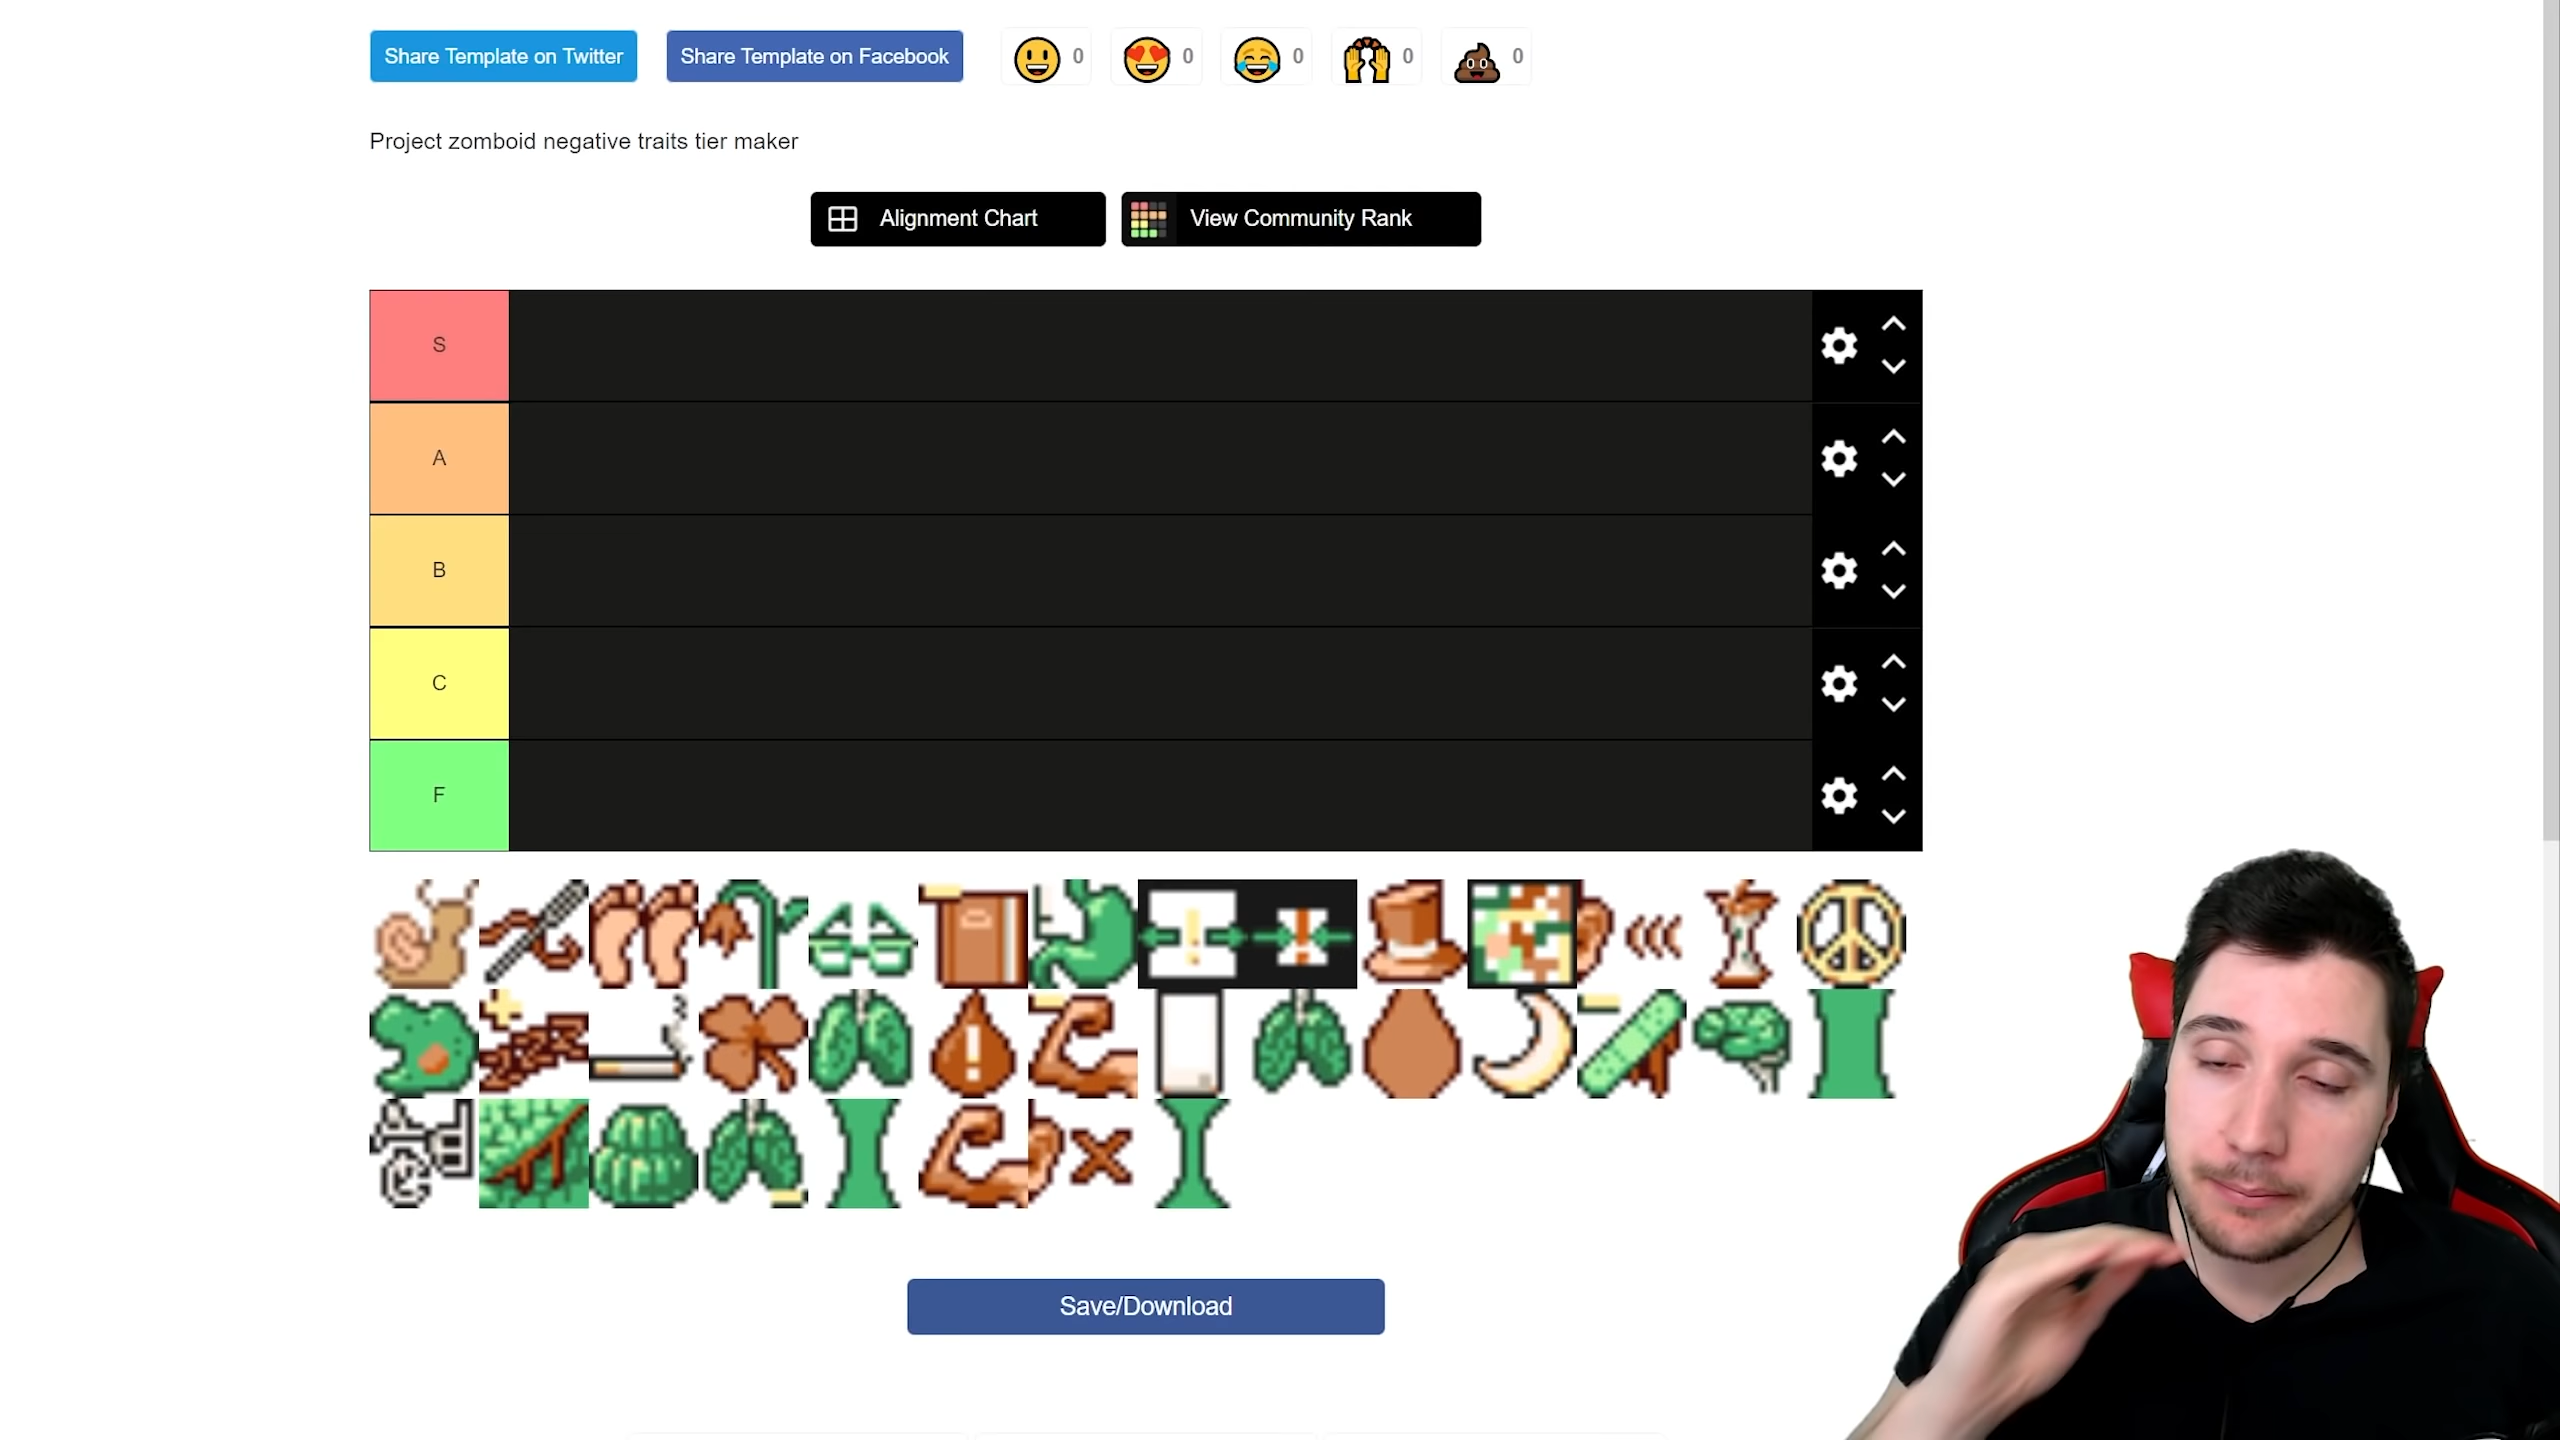 Share Template on Twitter
Share Template on Facebook
0
0
0
0
0
Project zomboid negative traits tier maker
Alignment Chart
View Community Rank
S
A
B
C
F
Save/Download